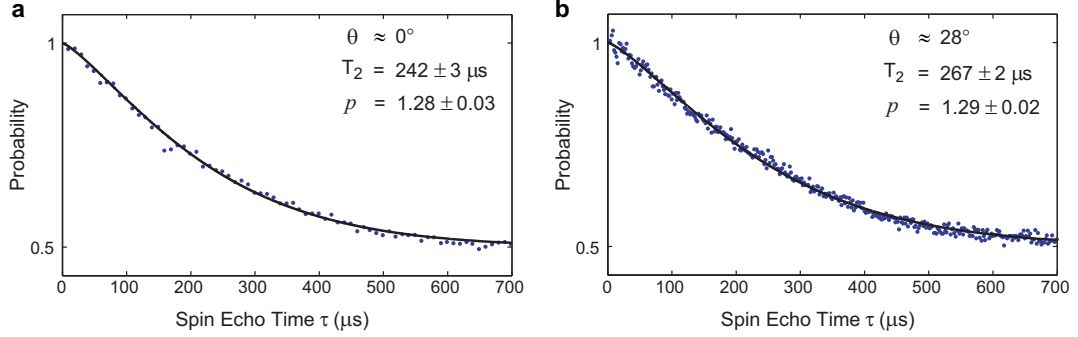 a
θ ≈ 0°
T₂ = 242 ± 3 μs
p = 1.28 ± 0.03
Probability
1
0.5
0 100 200 300 400 500 600 700
Spin Echo Time τ (μs)
b
θ ≈ 28°
T₂ = 267 ± 2 μs
p = 1.29 ± 0.02
Probability
1
0.5
0 100 200 300 400 500 600 700
Spin Echo Time τ (μs)